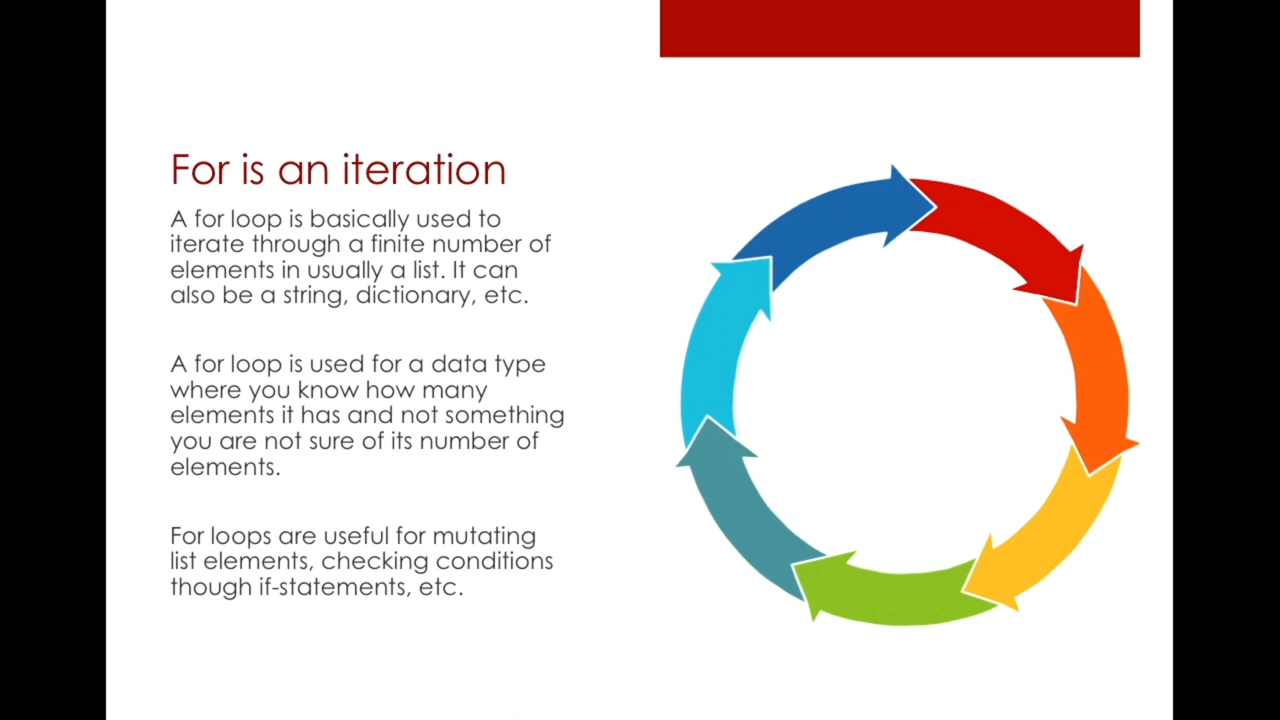 For is an iteration
A for loop is basically used to
iterate through a finite number of
elements in usually a list. It can
also be a string, dictionary, etc.
A for loop is used for a data type
where you know how many
elements it has and not something
you are not sure of its number of
elements.
For loops are useful for mutating
list elements, checking conditions
though if-statements, etc.